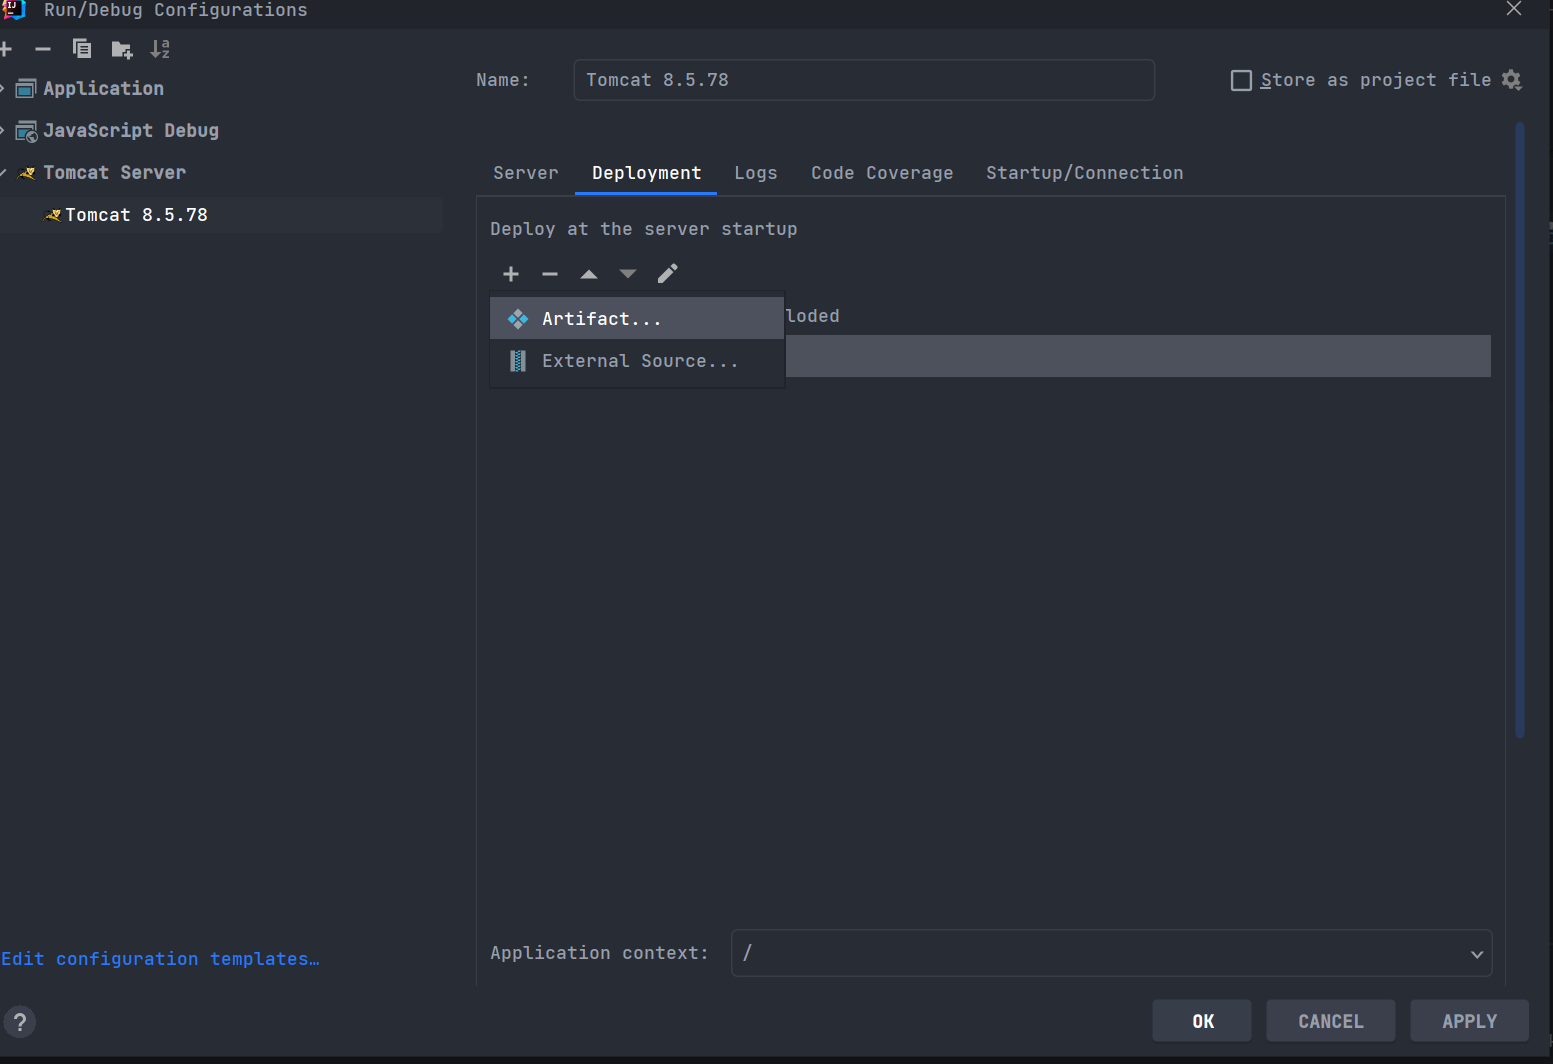 Run/Debug Configurations
Application
JavaScript Debug
Tomcat Server
Tomcat 8.5.78
Edit configuration templates…
Name:
Tomcat 8.5.78
Store as project file
Server
Deployment
Logs
Code Coverage
Startup/Connection
Deploy at the server startup
Artifact...
loded
External Source...
Application context:
/
?
OK
CANCEL
APPLY